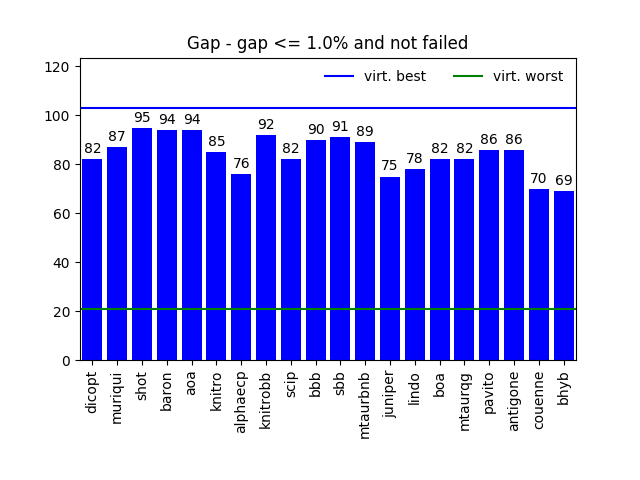 Gap - gap <= 1.0% and not failed
virt. best
virt. worst
120
100
80
60
40
20
0
82
87
95
94
94
85
76
92
82
90
91
89
75
78
82
82
86
86
70
69
dicopt
muriqui
shot
baron
aoa
knitro
alphaecp
knitrobb
scip
bbb
sbb
mtaurbnb
juniper
lindo
boa
mtaurqg
pavito
antigone
couenne
bhyb